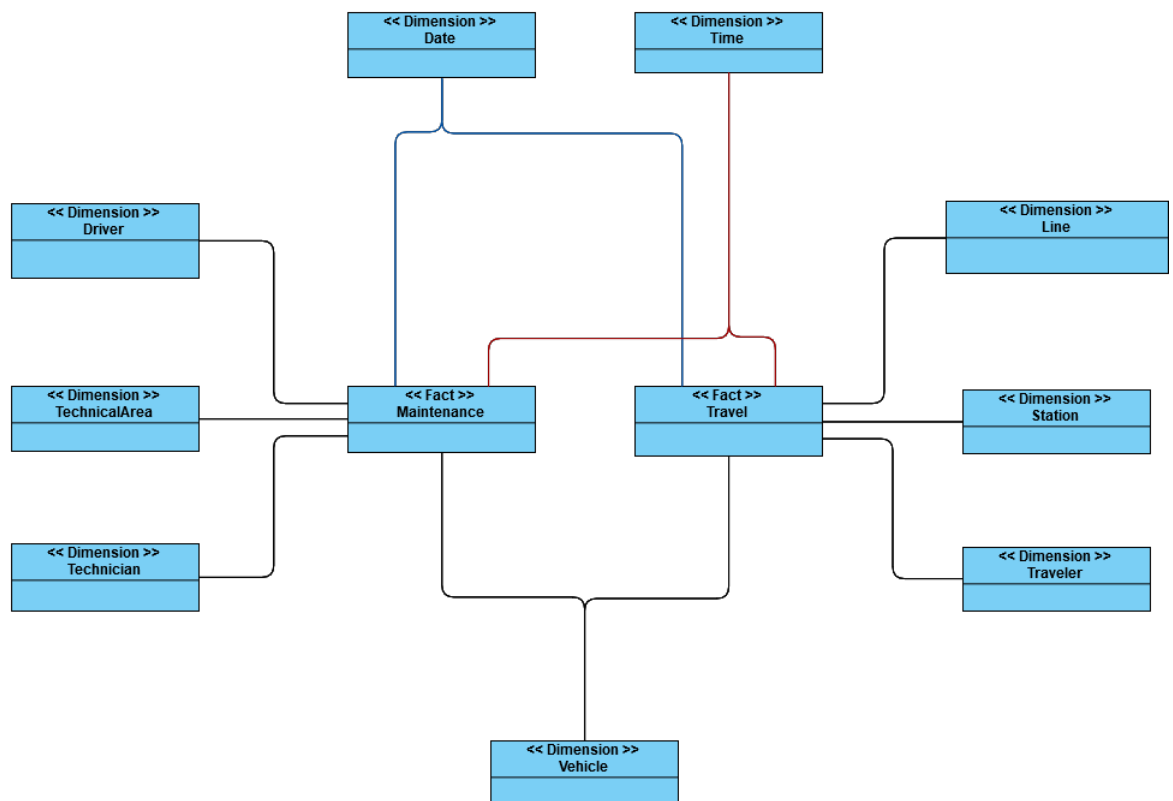 << Dimension >>
Date
<< Dimension >>
Time
<< Dimension >>
Driver
<< Dimension >>
Line
<< Dimension >>
TechnicalArea
<< Fact >>
Maintenance
<< Fact >>
Travel
<< Dimension >>
Station
<< Dimension >>
Technician
<< Dimension >>
Traveler
<< Dimension >>
Vehicle